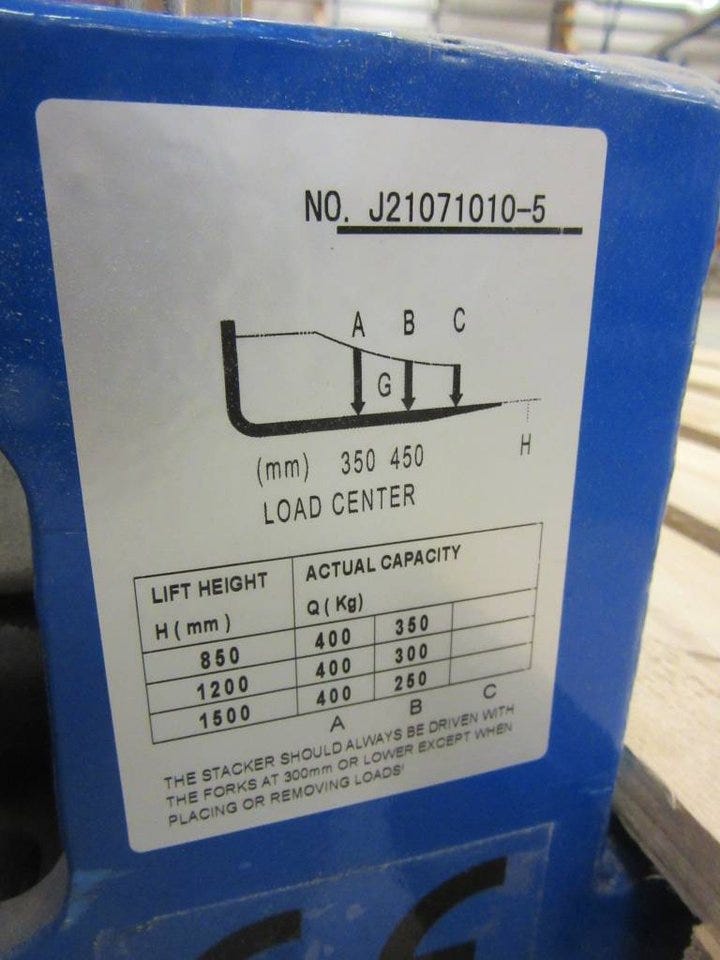 NO. J21071010-5
A B C
G
H
(mm) 350 450
LOAD CENTER
LIFT HEIGHT
H (mm)
ACTUAL CAPACITY
Q (Kg)
850 400 350
1200 400 300
1500 400 250
A B C
THE STACKER SHOULD ALWAYS BE DRIVEN WITH
THE FORKS AT 300mm OR LOWER EXCEPT WHEN
PLACING OR REMOVING LOADS!
CE